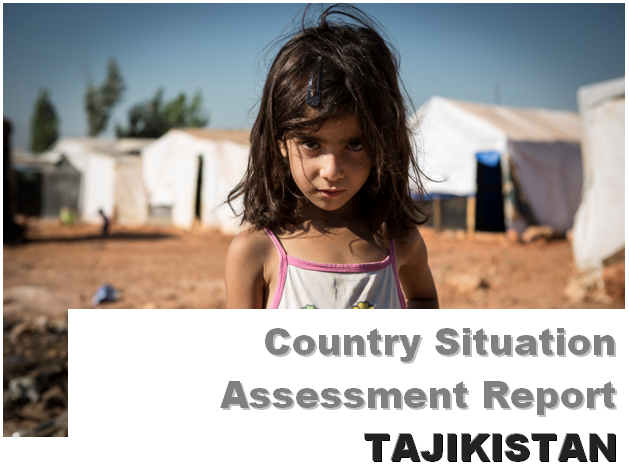 Country Situation
Assessment Report
TAJIKISTAN